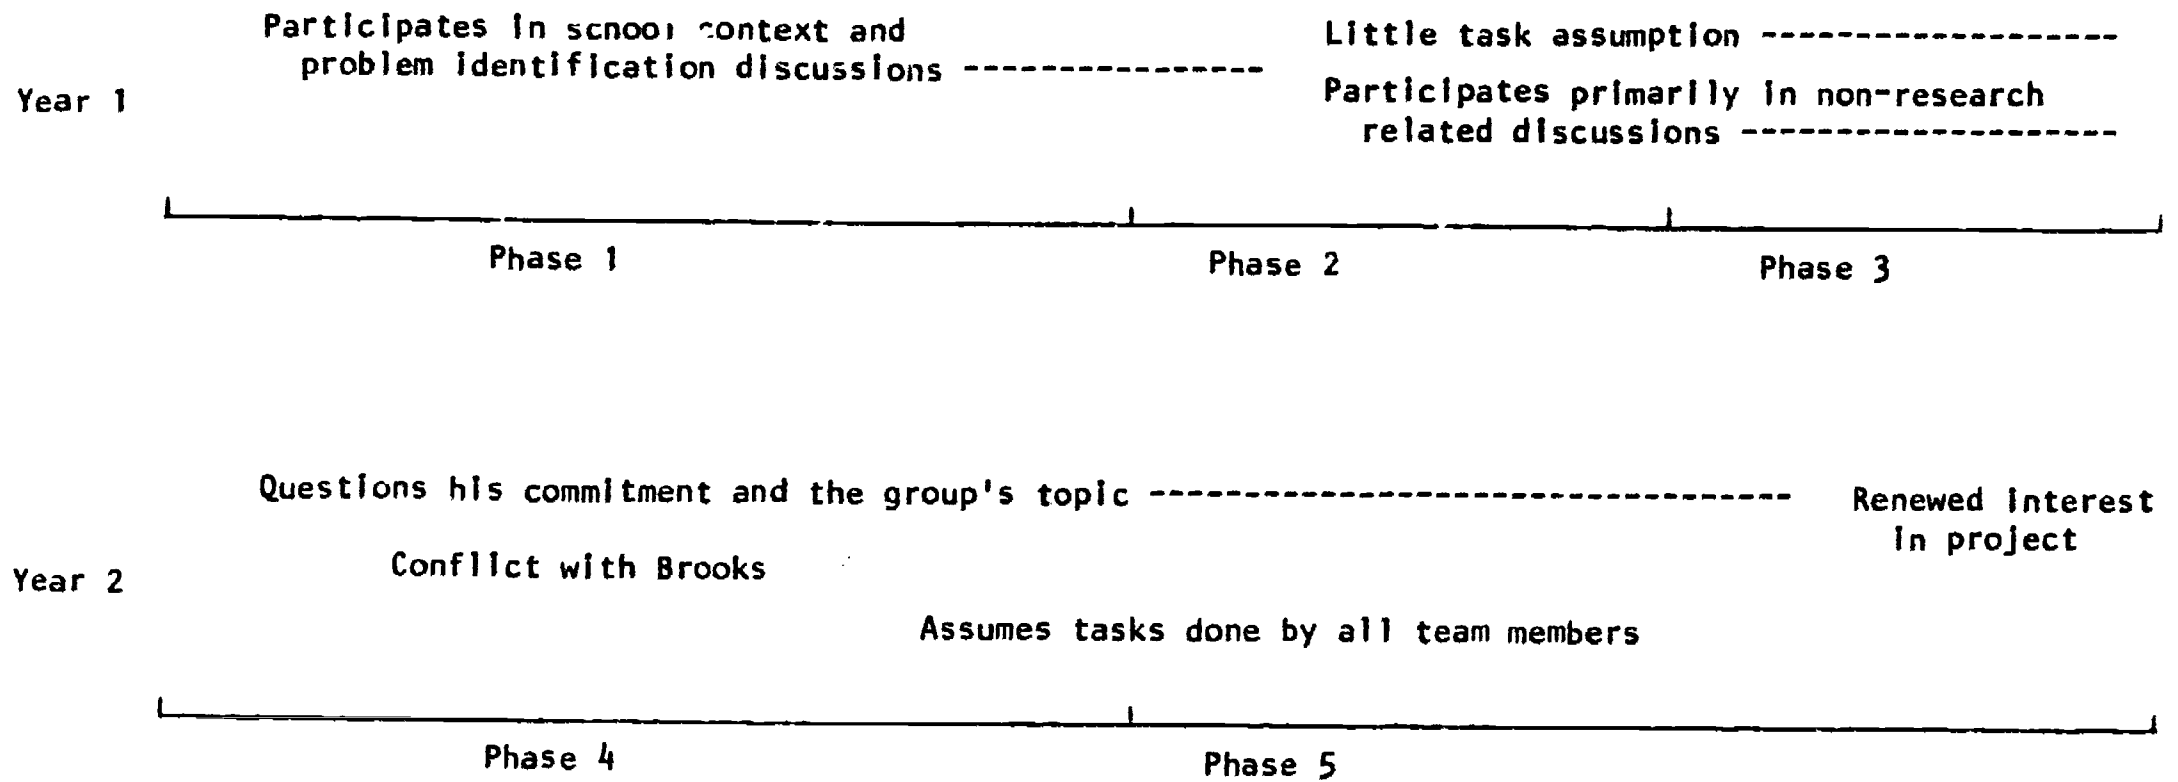 Participates in school context and
problem identification discussions ----------------
Little task assumption -------------------
Participates primarily in non-research
related discussions --------------------
Year 1
Phase 1
Phase 2
Phase 3
Questions his commitment and the group's topic ----------------------------------
Renewed interest
in project
Conflict with Brooks
Year 2
Assumes tasks done by all team members
Phase 4
Phase 5